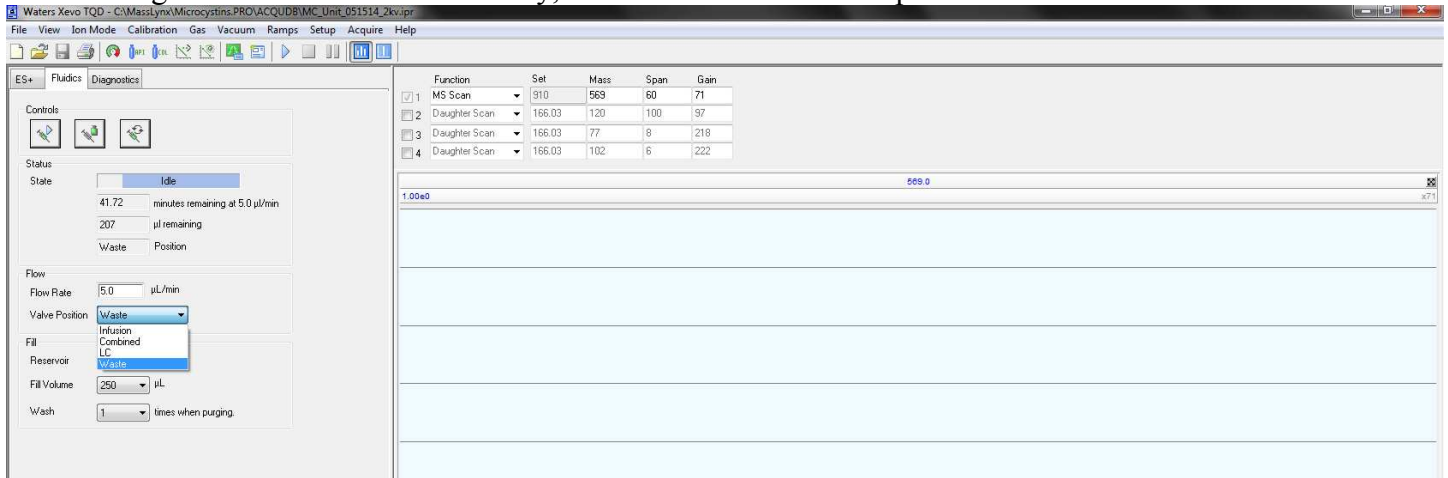 Waters Xevo TQD - C:\MassLynx\Microcystins.PRO\ACQUDB\MC_Unit_051514_2kv.ipr
File View Ion Mode Calibration Gas Vacuum Ramps Setup Acquire Help
ES+ Fluidics Diagnostics
Controls
Status
State Idle
41.72 minutes remaining at 5.0 µl/min
207 µl remaining
Waste Position
Flow
Flow Rate 5.0 µL/min
Valve Position Waste
Infusion
Combined
LC
Waste
Fill
Reservoir
Fill Volume 250 µL
Wash 1 times when purging.
Function Set Mass Span Gain
1 MS Scan 910 569 60 71
2 Daughter Scan 166.03 120 100 97
3 Daughter Scan 166.03 77 8 218
4 Daughter Scan 166.03 102 6 222
569.0
1.00e0 x71